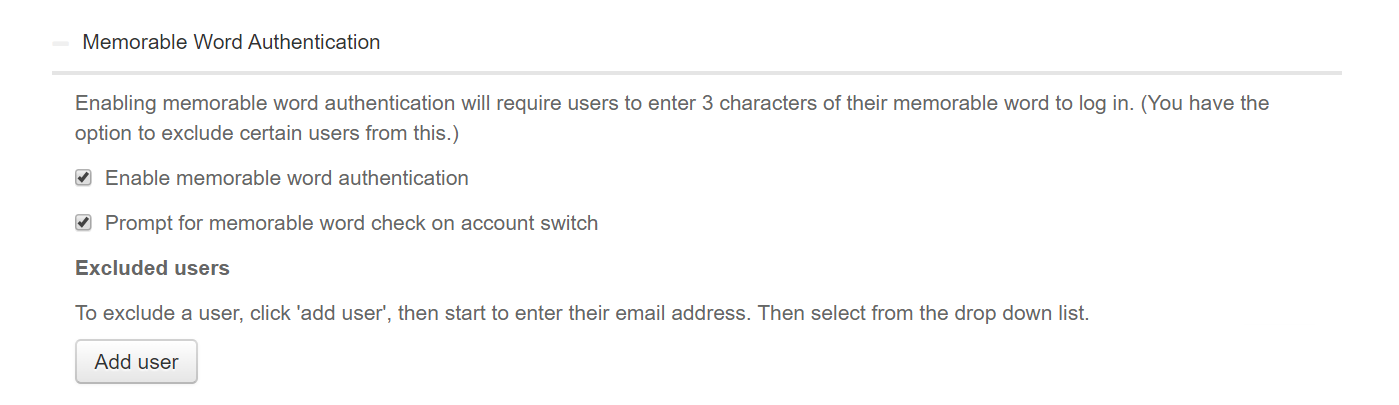 Memorable Word Authentication
Enabling memorable word authentication will require users to enter 3 characters of their memorable word to log in. (You have the
option to exclude certain users from this.)
Enable memorable word authentication
Prompt for memorable word check on account switch
Excluded users
To exclude a user, click 'add user', then start to enter their email address. Then select from the drop down list.
Add user